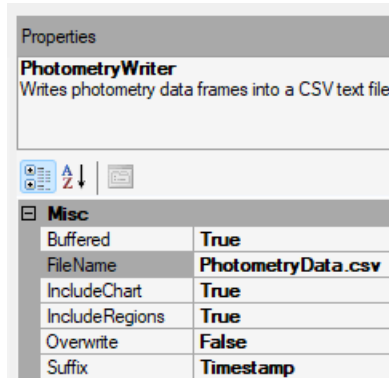 Properties
PhotometryWriter
Writes photometry data frames into a CSV text file
A
Z
Misc
Buffered True
FileName PhotometryData.csv
IncludeChart True
IncludeRegions True
Overwrite False
Suffix Timestamp